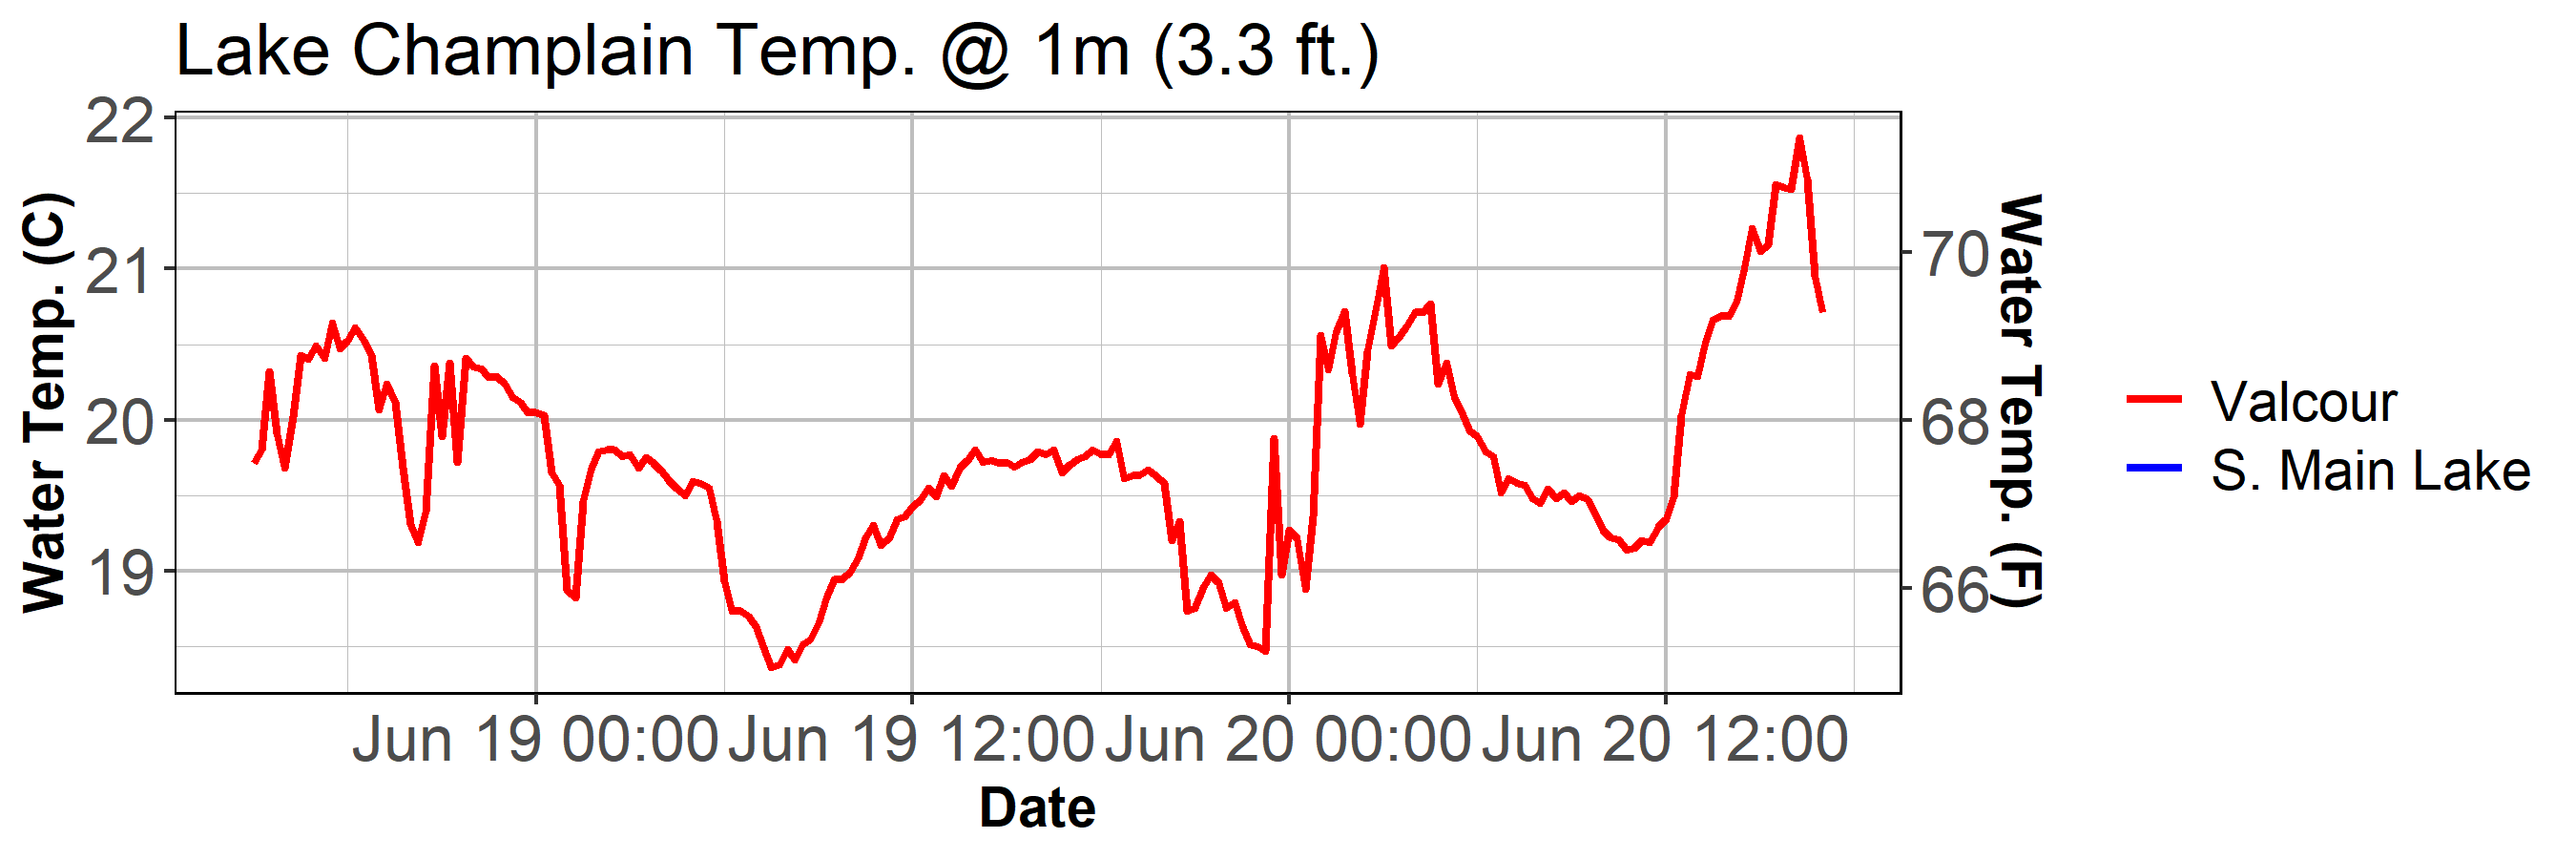 Lake Champlain Temp. @ 1m (3.3 ft.)
Water Temp. (C)
22
21
20
19
70
68
66
Water Temp. (F)
Jun 19 00:00
Jun 19 12:00
Jun 20 00:00
Jun 20 12:00
Date
Valcour
S. Main Lake